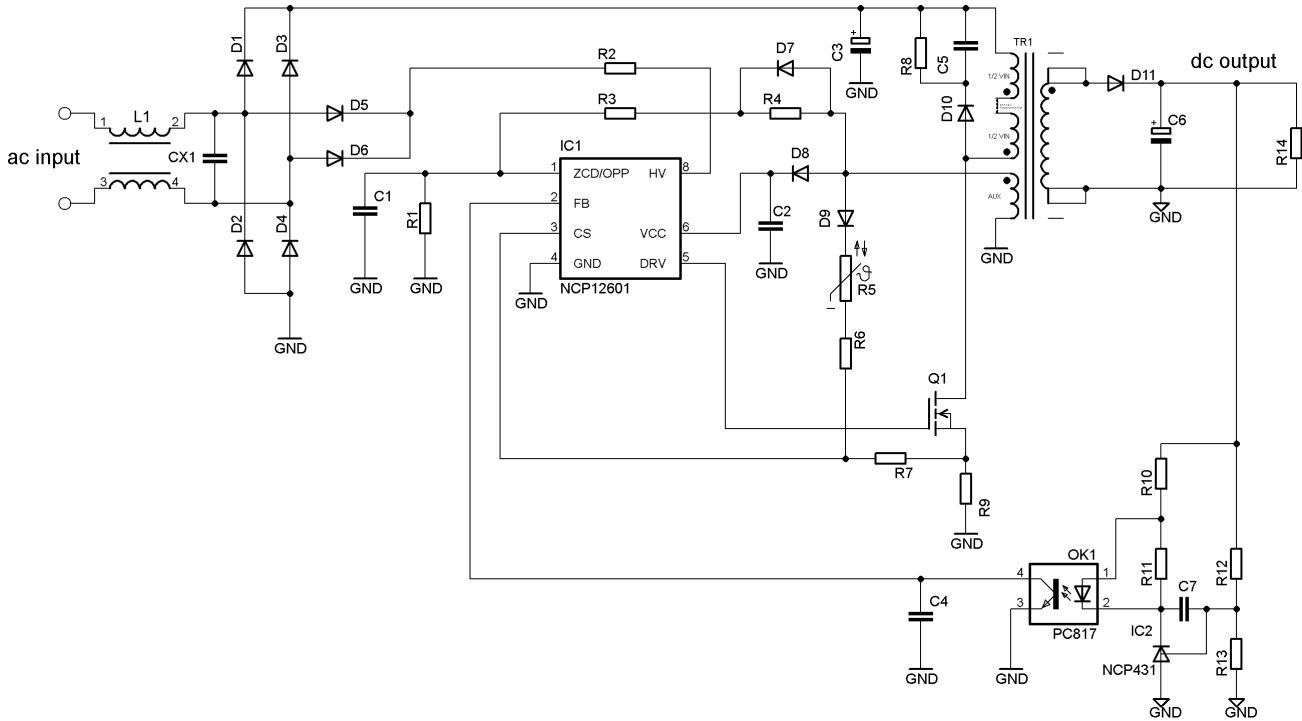 D1
D3
R2
D7
C3
R8
C5
TR1
dc output
GND
1/2 VIN
D11
L1
1
2
D5
R3
R4
D10
C6
R14
ac input
CX1
D6
IC1
1/2 VIN
3
4
1
ZCD/OPP
HV
8
D8
C1
R1
2
FB
AUX
D2
D4
3
CS
VCC
6
C2
D9
GND
4
GND
DRV
5
GND
GND
GND
GND
NCP12601
GND
R5
GND
R6
Q1
R7
R10
R9
GND
OK1
4
1
R11
R12
C4
3
2
C7
PC817
IC2
R13
NCP431
GND
GND
GND
GND